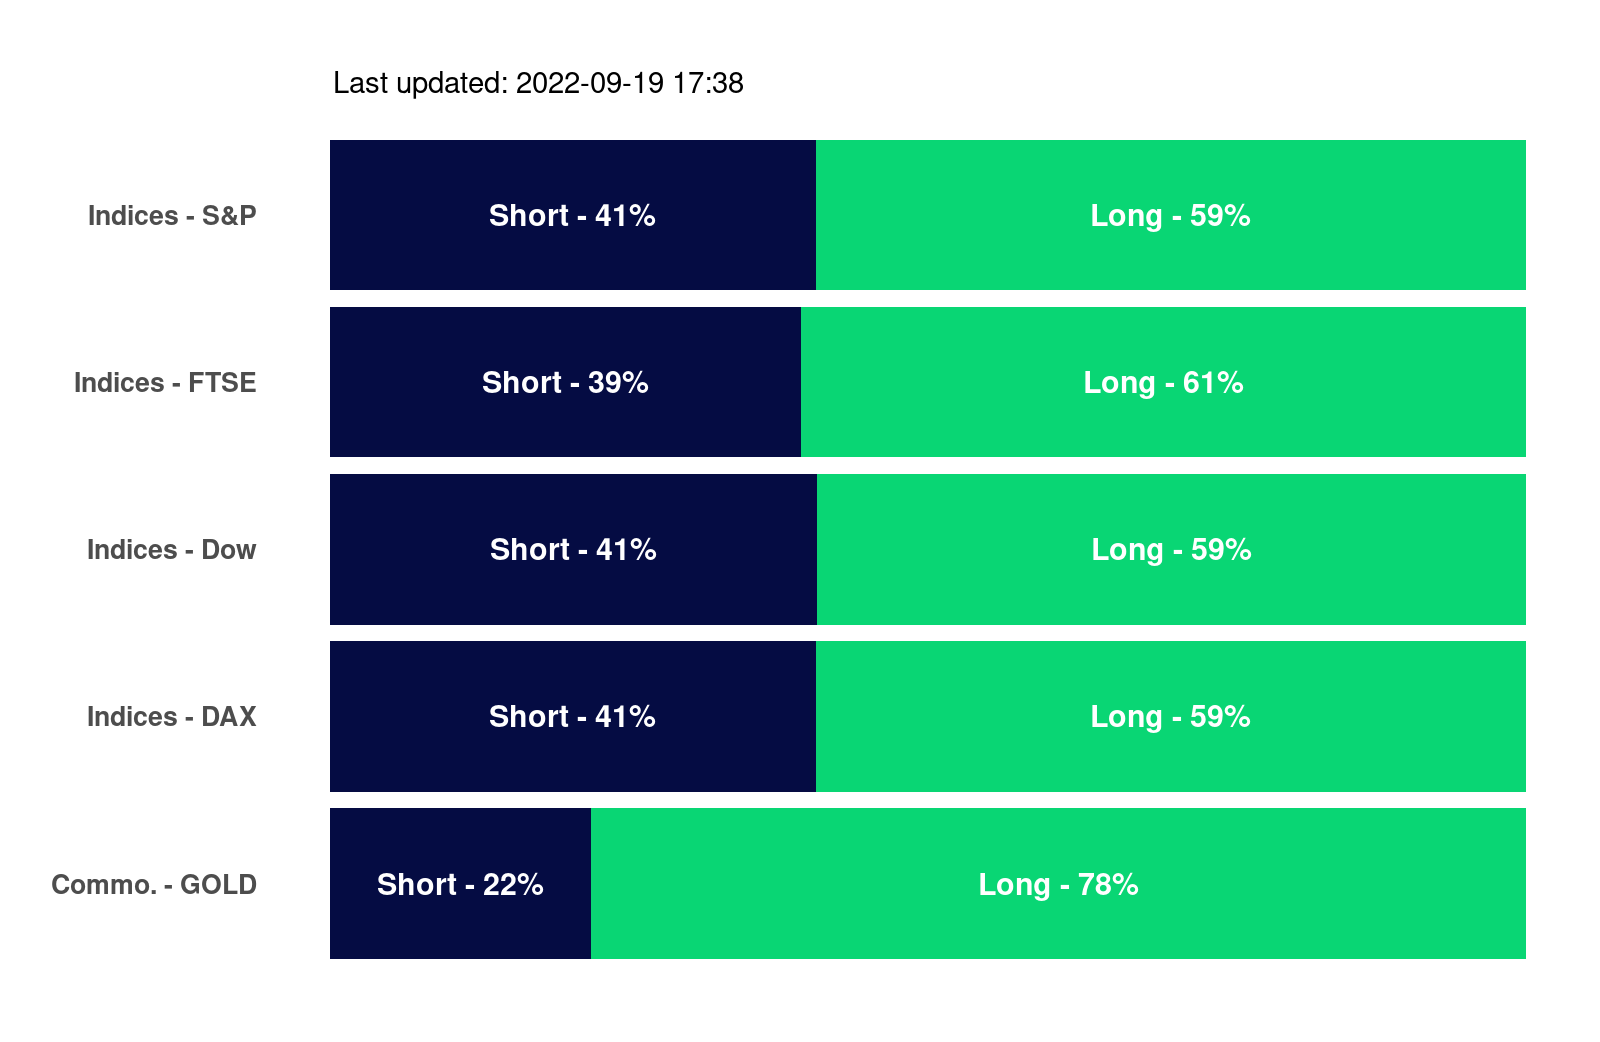 Last updated: 2022-09-19 17:38
Indices - S&P Short - 41% Long - 59%
Indices - FTSE Short - 39% Long - 61%
Indices - Dow Short - 41% Long - 59%
Indices - DAX Short - 41% Long - 59%
Commo. - GOLD Short - 22% Long - 78%